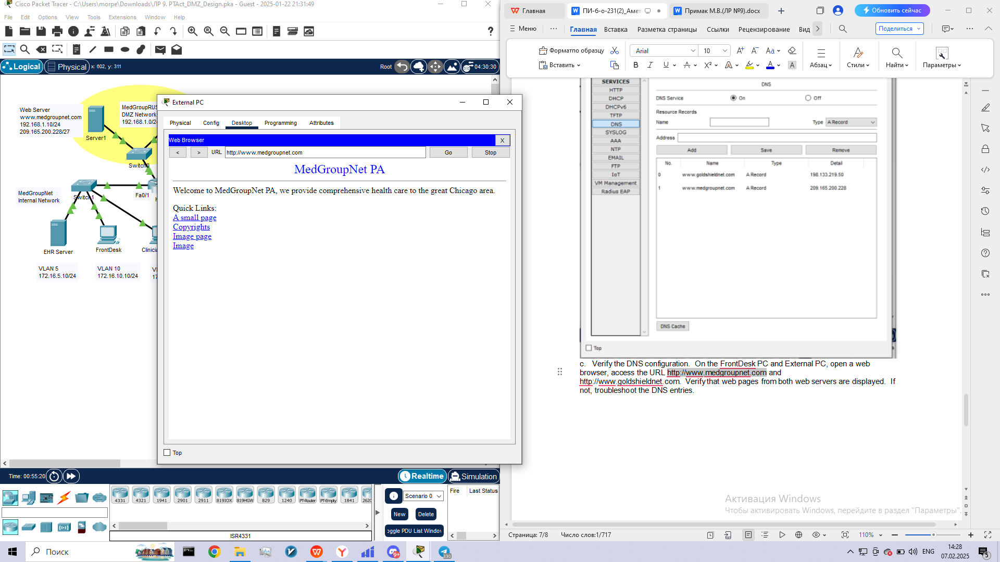 Cisco Packet Tracer - C:\Users\morpe\Downloads\ЛР 9. PTAct_DMZ_Design.pka - Guest - 2025-01-22 21:31:49
File Edit Options View Tools Extensions Window Help
Logical Physical x: 602, y: 311
Root 04:30:30
Web Server
www.medgroupnet.com
192.168.1.10/24
209.165.200.228/27
MedGroupRUS
DMZ Network
192.168.1.0/24
Server1
Switch0
MedGroupNet
Internal Network
Switch1
Fa0/1
EHR Server
FrontDesk
Clinicia
VLAN 5
172.16.5.10/24
VLAN 10
172.16.10.10/24
External PC
Physical Config Desktop Programming Attributes
Web Browser X
< > URL http://www.medgroupnet.com Go Stop
MedGroupNet PA
Welcome to MedGroupNet PA, we provide comprehensive health care to the great Chicago area.
Quick Links:
A small page
Copyrights
Image page
Image
Top
Time: 00:55:20
Realtime Simulation
4331 4321 1941 2901 2911 819IOX 819HGW 829 1240 PT-Router PT-Empty 1841 2620
ISR4331
Scenario 0
New Delete
oggle PDU List Window
Fire Last Status
Главная
ПИ-б-о-231(2)_Амет
Примак М.В.(ЛР №9).docx
Обновить сейчас
Меню Главная Вставка Разметка страницы Ссылки Рецензирование Вид
Поделиться
Формат по образцу
Вставить
Arial 10
Абзац Стили Найти Параметры
SERVICES
HTTP
DHCP
DHCPv6
TFTP
DNS
SYSLOG
AAA
NTP
EMAIL
FTP
IoT
VM Management
Radius EAP
DNS
DNS Service On Off
Resource Records
Name Type A Record
Address
Add Save Remove
No. Name Type Detail
0 www.goldshieldnet.com A Record 198.133.219.50
1 www.medgroupnet.com A Record 209.165.200.228
DNS Cache
Top
c. Verify the DNS configuration. On the FrontDesk PC and External PC, open a web
browser, access the URL http://www.medgroupnet.com and
http://www.goldshieldnet.com. Verify that web pages from both web servers are displayed. If
not, troubleshoot the DNS entries.
Активация Windows
Чтобы активировать Windows, перейдите в раздел "Параметры".
Страница: 7/8 Число слов:1/717
110%
Поиск
9+
330
ENG
14:28
07.02.2025
5